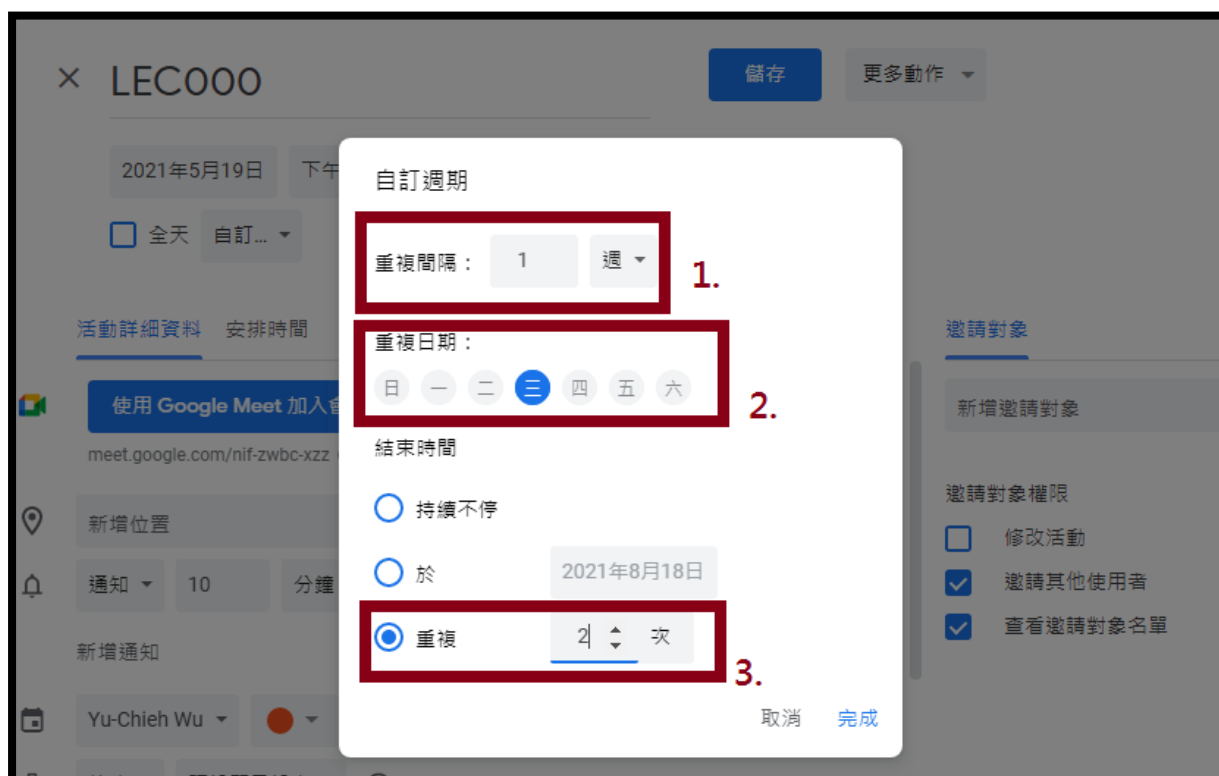 LEC000
儲存
更多動作
2021年5月19日 下午
全天 自訂...
活動詳細資料 安排時間
使用 Google Meet 加入會
meet.google.com/nif-zwbc-xzz
新增位置
通知 10 分鐘
新增通知
Yu-Chieh Wu
自訂週期
重複間隔： 1 週
1.
重複日期：
日 一 二 三 四 五 六
2.
結束時間
持續不停
於 2021年8月18日
重複 2 次
3.
取消 完成
邀請對象
新增邀請對象
邀請對象權限
修改活動
邀請其他使用者
查看邀請對象名單